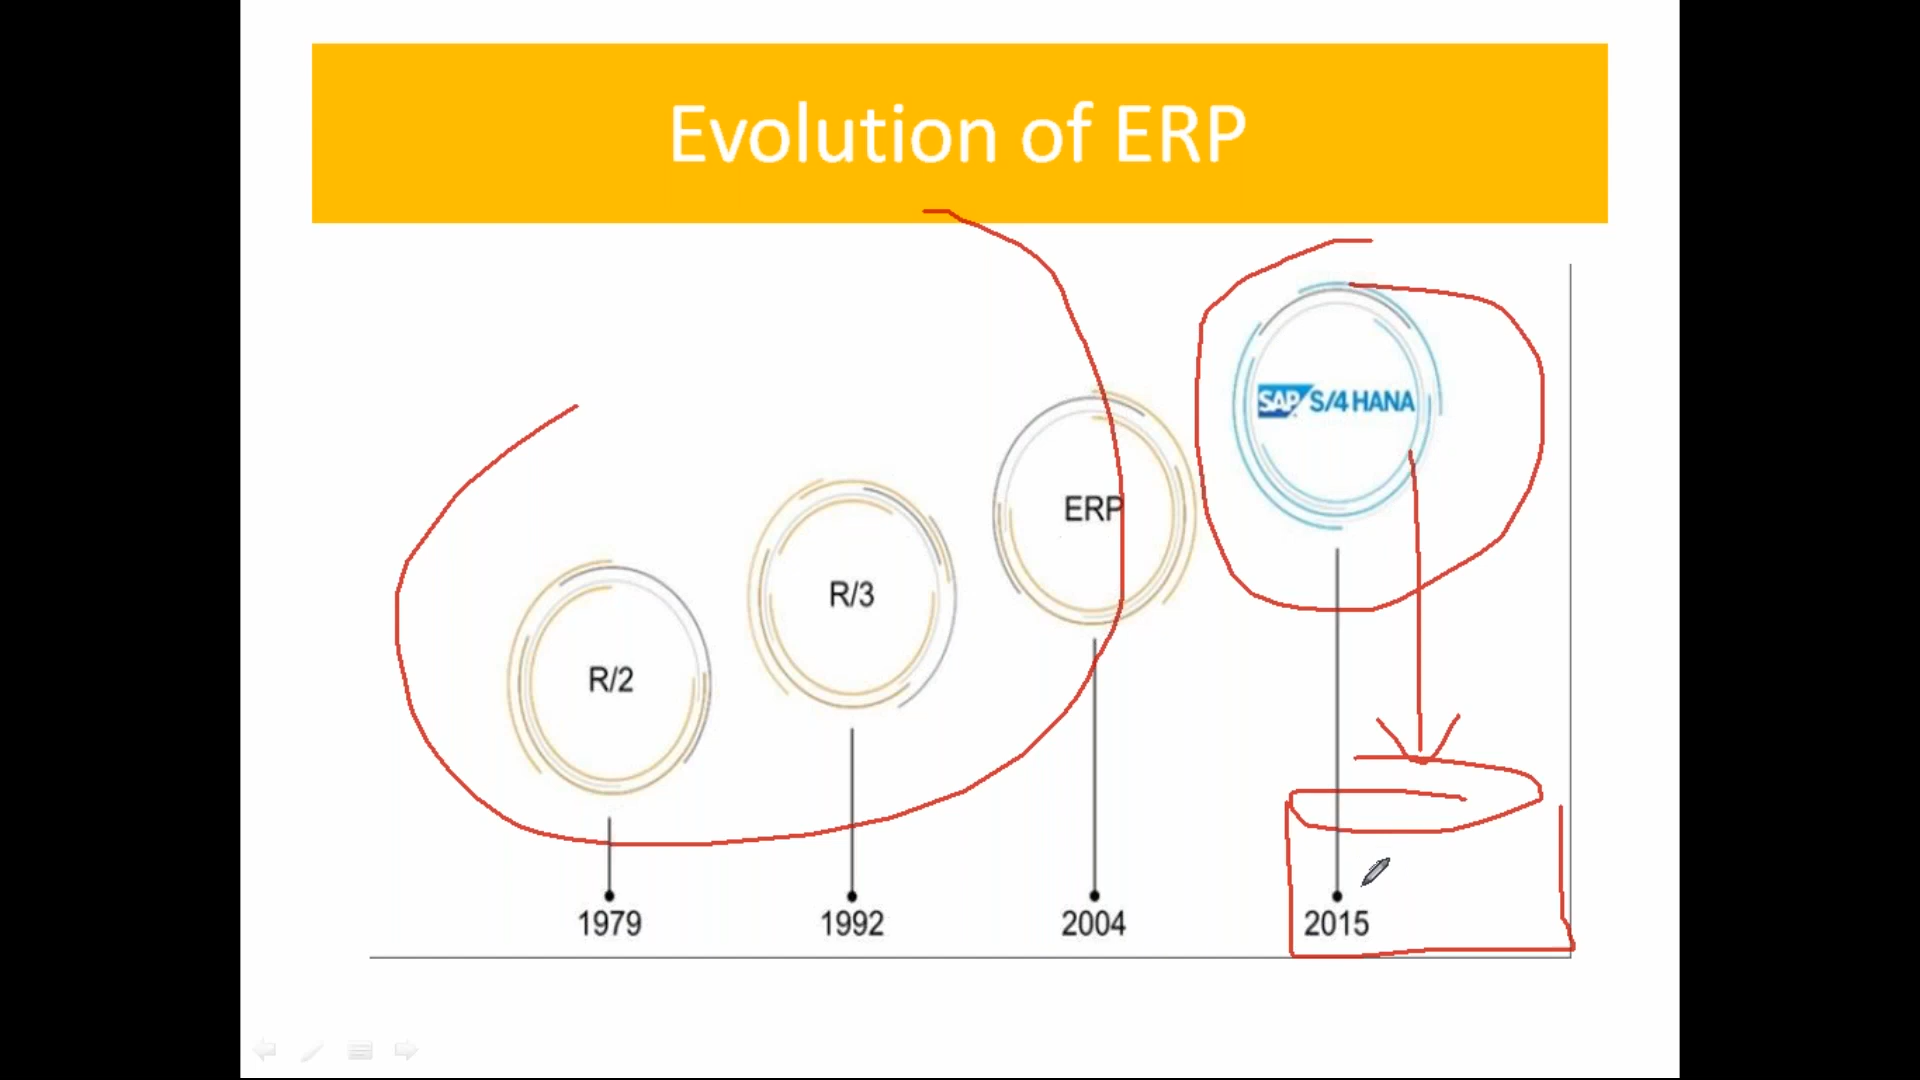 Evolution of ERP
SAP S/4 HANA
ERP
R/3
R/2
1979
1992
2004
2015